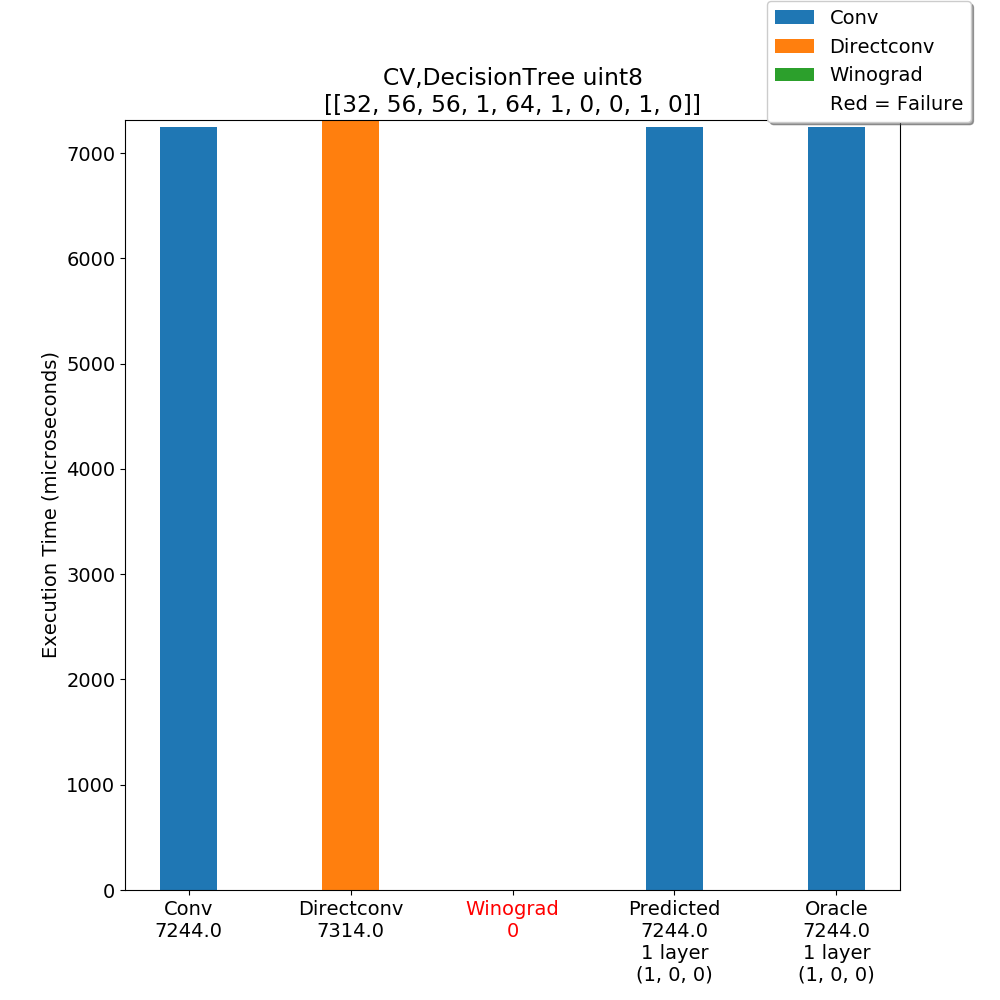 Conv
Directconv
Winograd
Red = Failure
CV,DecisionTree uint8
[[32, 56, 56, 1, 64, 1, 0, 0, 1, 0]]
Execution Time (microseconds)
7000
6000
5000
4000
3000
2000
1000
0
Conv
7244.0
Directconv
7314.0
Winograd
0
Predicted
7244.0
1 layer
(1, 0, 0)
Oracle
7244.0
1 layer
(1, 0, 0)